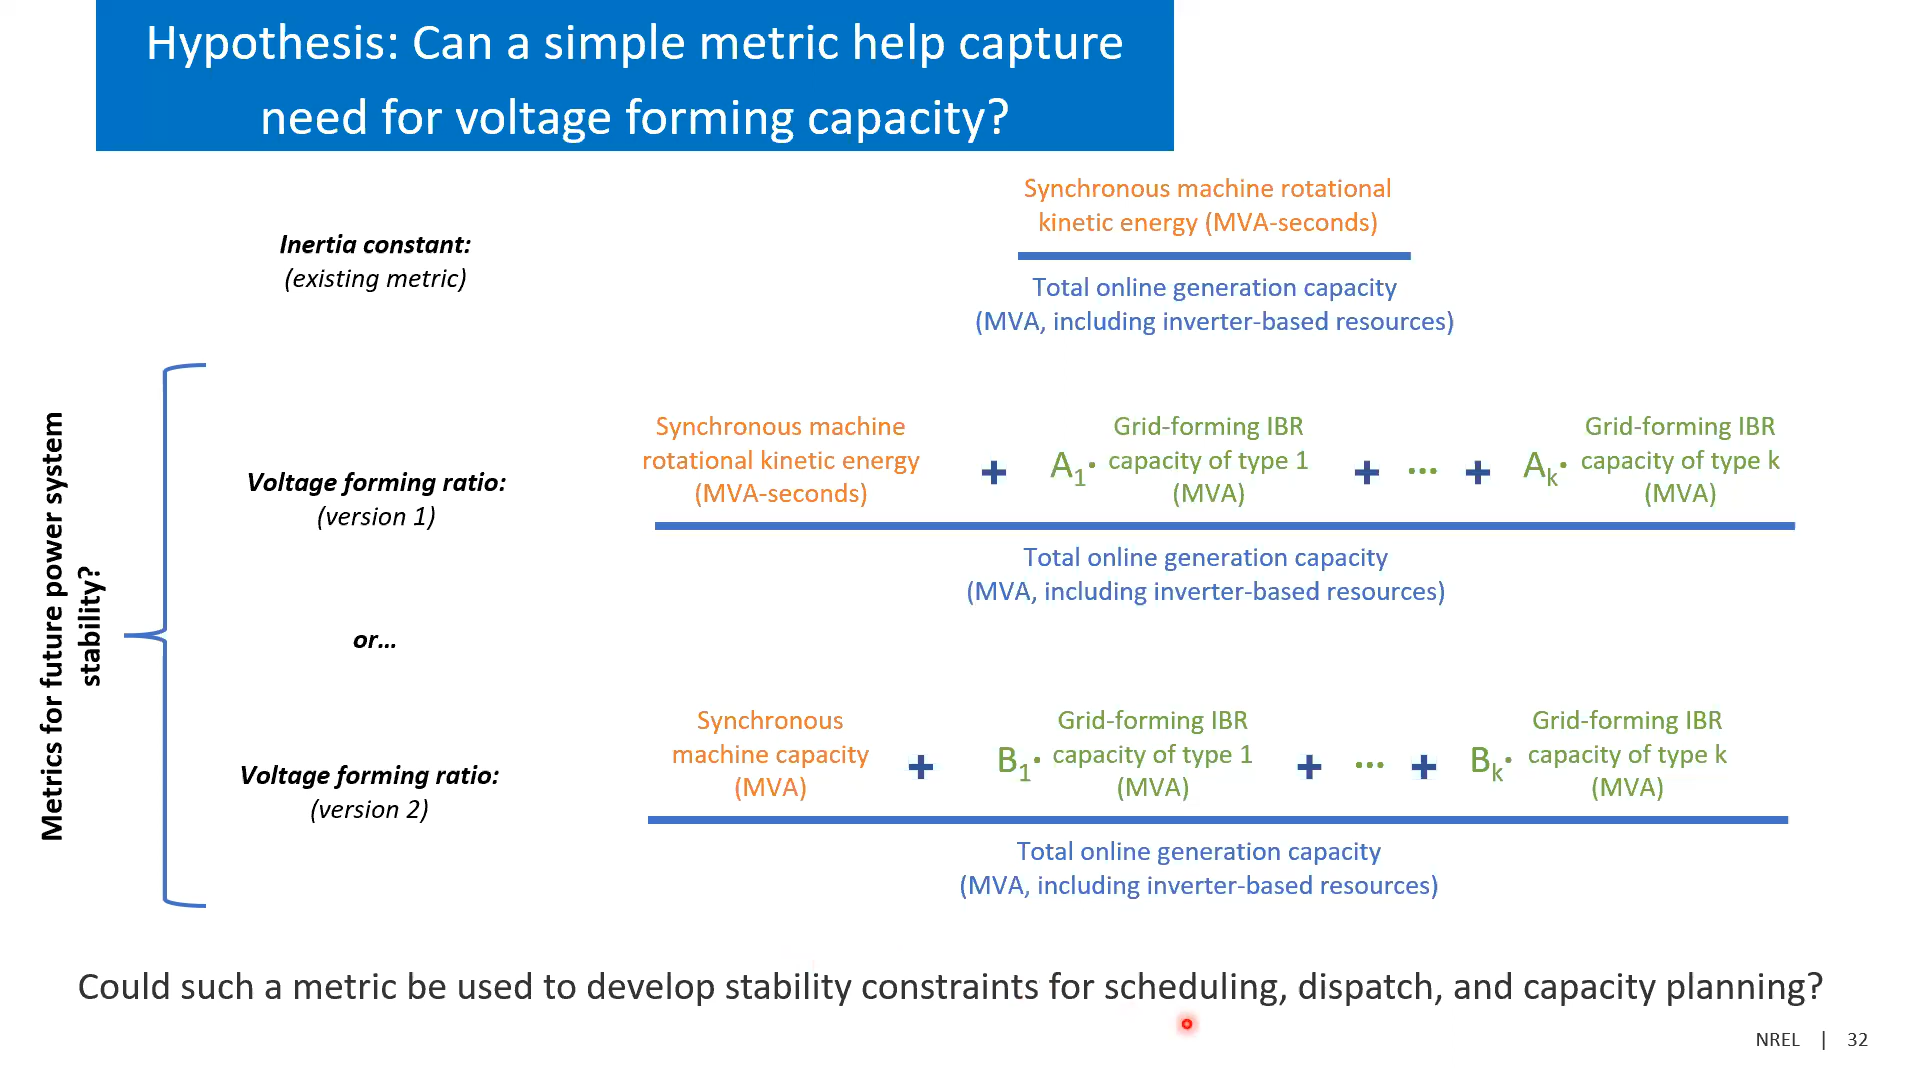 Hypothesis: Can a simple metric help capture
need for voltage forming capacity?
Synchronous machine rotational
kinetic energy (MVA-seconds)
Inertia constant:
(existing metric)
Total online generation capacity
(MVA, including inverter-based resources)
Metrics for future power system
stability?
Voltage forming ratio:
(version 1)
Synchronous machine
rotational kinetic energy
(MVA-seconds)
+
A1·
Grid-forming IBR
capacity of type 1
(MVA)
+ ... +
Ak·
Grid-forming IBR
capacity of type k
(MVA)
Total online generation capacity
(MVA, including inverter-based resources)
or...
Voltage forming ratio:
(version 2)
Synchronous
machine capacity
(MVA)
+
B1·
Grid-forming IBR
capacity of type 1
(MVA)
+ ... +
Bk·
Grid-forming IBR
capacity of type k
(MVA)
Total online generation capacity
(MVA, including inverter-based resources)
Could such a metric be used to develop stability constraints for scheduling, dispatch, and capacity planning?
NREL | 32